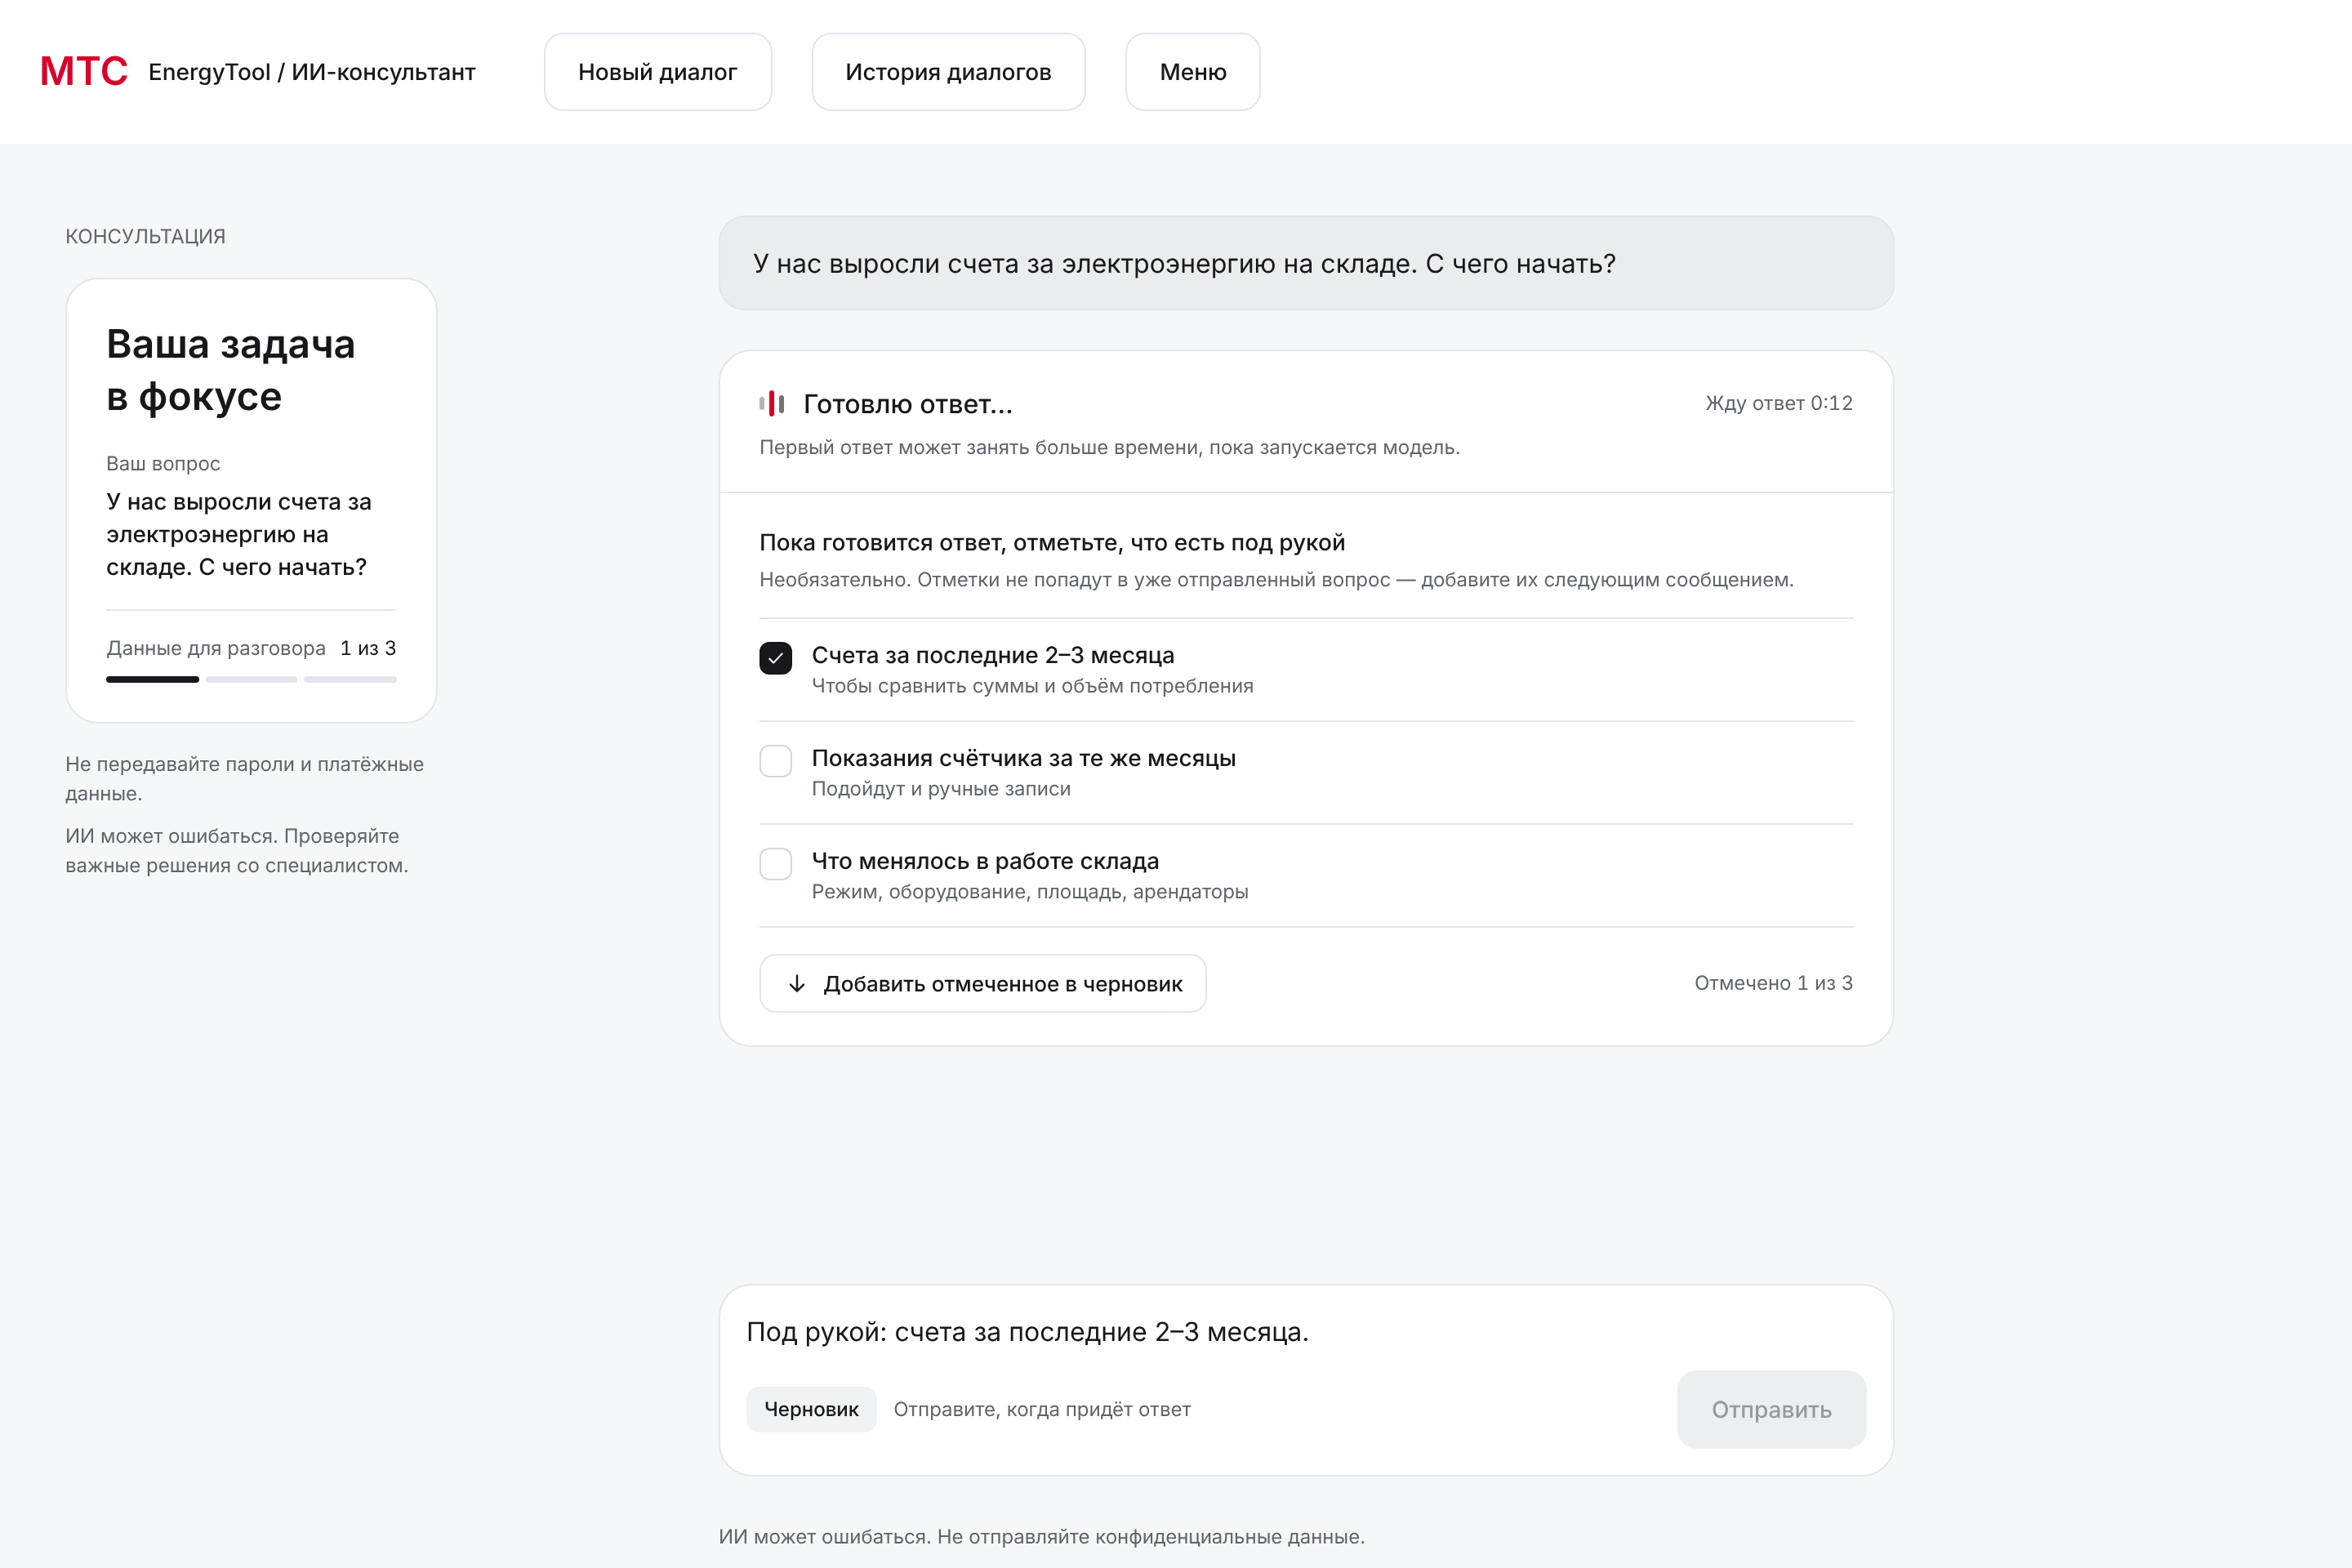 МТС EnergyTool / ИИ-консультант
Новый диалог
История диалогов
Меню
КОНСУЛЬТАЦИЯ
Ваша задача
в фокусе
Ваш вопрос
У нас выросли счета за
электроэнергию на
складе. С чего начать?
Данные для разговора 1 из 3
Не передавайте пароли и платёжные
данные.
ИИ может ошибаться. Проверяйте
важные решения со специалистом.
У нас выросли счета за электроэнергию на складе. С чего начать?
Готовлю ответ...
Жду ответ 0:12
Первый ответ может занять больше времени, пока запускается модель.
Пока готовится ответ, отметьте, что есть под рукой
Необязательно. Отметки не попадут в уже отправленный вопрос — добавьте их следующим сообщением.
Счета за последние 2–3 месяца
Чтобы сравнить суммы и объём потребления
Показания счётчика за те же месяцы
Подойдут и ручные записи
Что менялось в работе склада
Режим, оборудование, площадь, арендаторы
Добавить отмеченное в черновик
Отмечено 1 из 3
Под рукой: счета за последние 2–3 месяца.
Черновик
Отправьте, когда придёт ответ
Отправить
ИИ может ошибаться. Не отправляйте конфиденциальные данные.